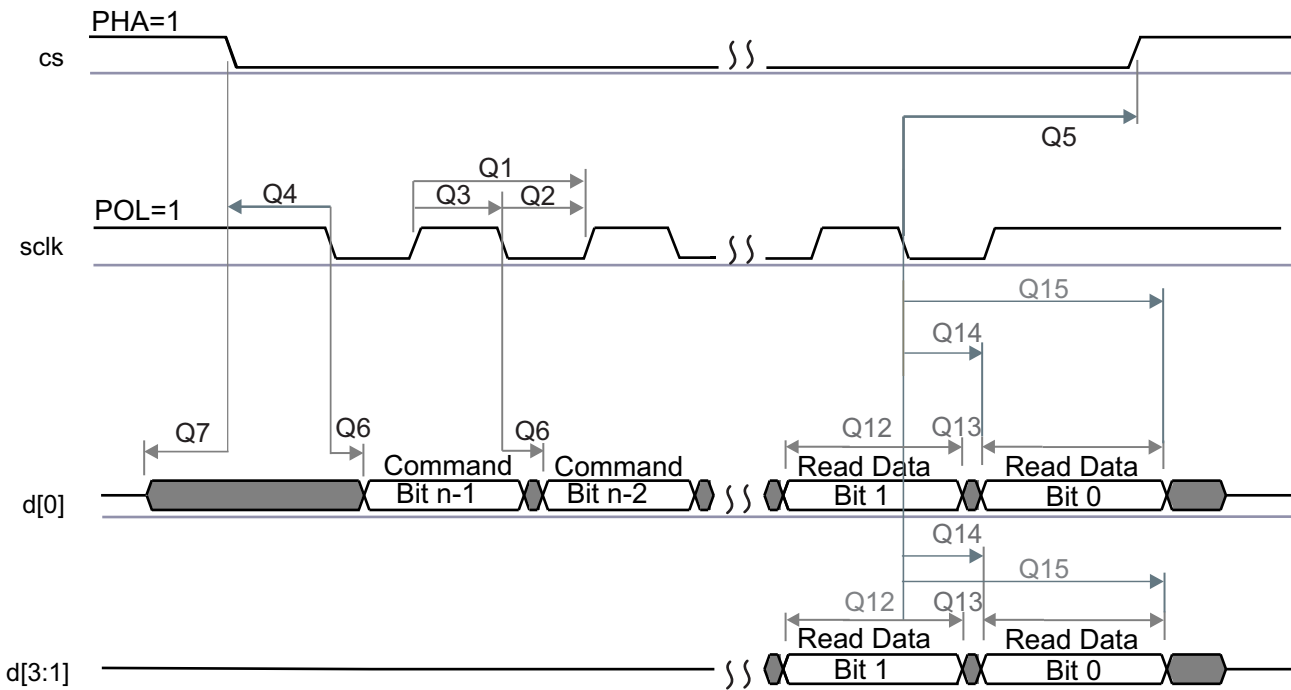 PHA=1
cs
Q5
Q1
Q4
Q3
Q2
POL=1
sclk
Q15
Q14
Q7
Q6
Q6
Q12
Q13
Command
Command
Read Data
Read Data
d[0]
Bit n-1
Bit n-2
Bit 1
Bit 0
Q14
Q15
Q12
Q13
Read Data
Read Data
d[3:1]
Bit 1
Bit 0